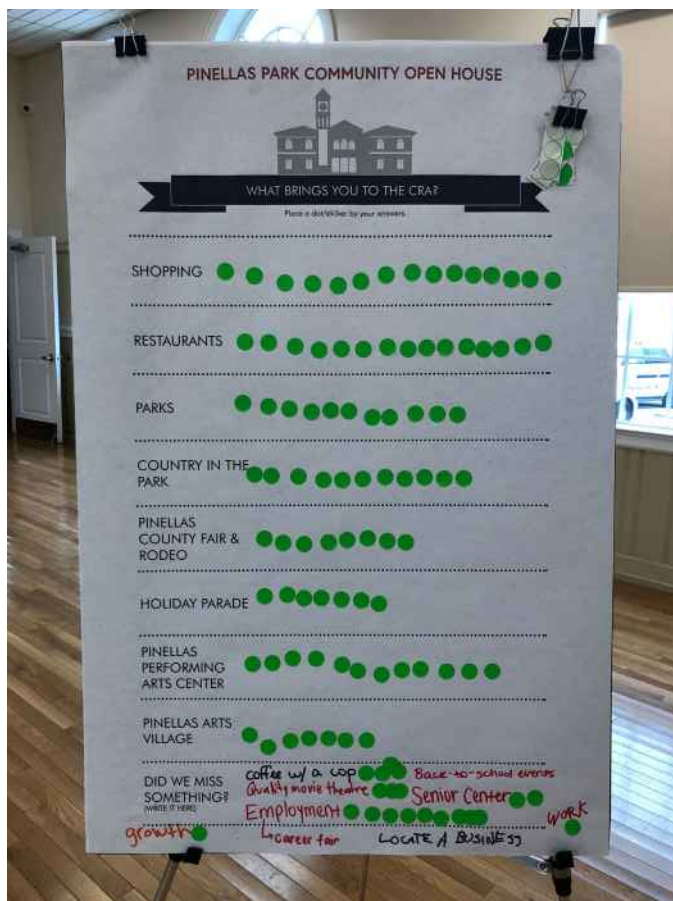 PINELLAS PARK COMMUNITY OPEN HOUSE
WHAT BRINGS YOU TO THE CRA?
Place a dot/sticker by your answers.
SHOPPING
RESTAURANTS
PARKS
COUNTRY IN THE
PARK
PINELLAS
COUNTY FAIR &
RODEO
HOLIDAY PARADE
PINELLAS
PERFORMING
ARTS CENTER
PINELLAS ARTS
VILLAGE
DID WE MISS
SOMETHING?
(WRITE IT HERE)
coffee w/ a cop
Back-to-school events
Quality movie theatre
Senior Center
Employment
Career fair
growth
LOCATE A BUSINESS
WORK